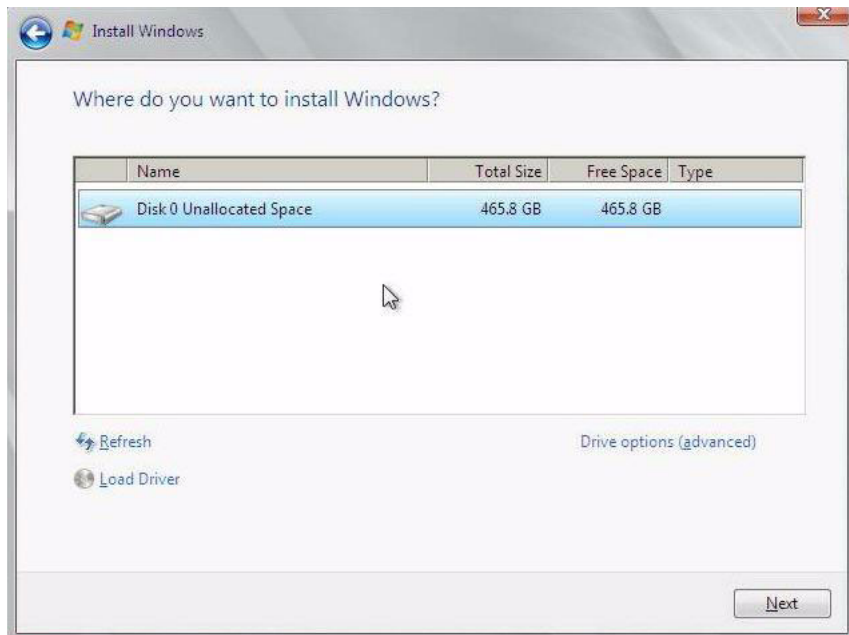 Install Windows
Where do you want to install Windows?
Name Total Size Free Space Type
Disk 0 Unallocated Space 465.8 GB 465.8 GB
Refresh Drive options (advanced)
Load Driver
Next